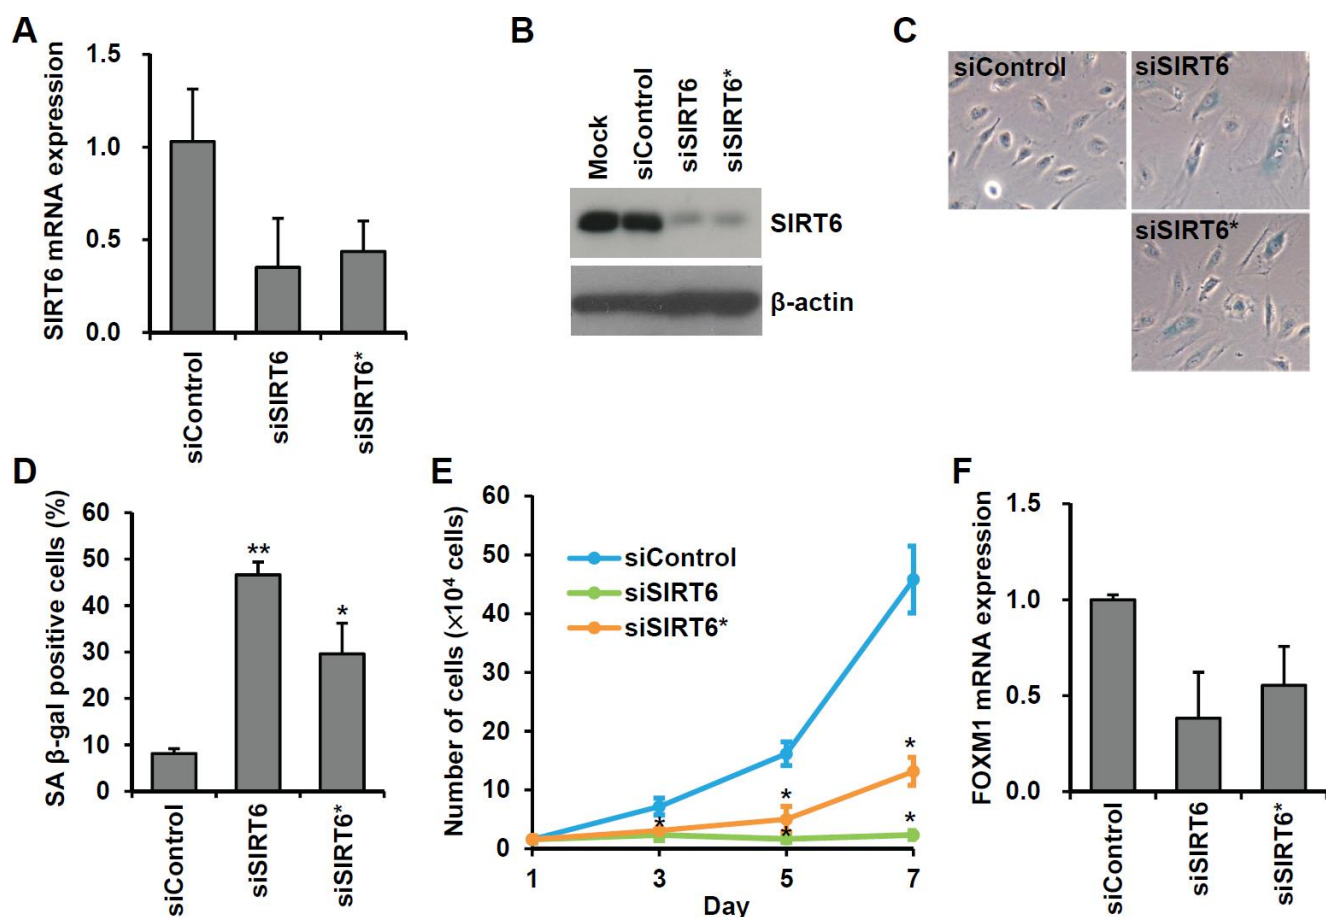 A
SIRT6 mRNA expression
1.5
1.0
0.5
0.0
siControl
siSIRT6
siSIRT6*
B
Mock
siControl
siSIRT6
siSIRT6*
SIRT6
β-actin
C
siControl
siSIRT6
siSIRT6*
D
SA β-gal positive cells (%)
60
50
40
30
20
10
0
**
*
siControl
siSIRT6
siSIRT6*
E
Number of cells (×10⁴ cells)
60
50
40
30
20
10
0
siControl
siSIRT6
siSIRT6*
*
*
*
*
*
1 3 5 7
Day
F
FOXM1 mRNA expression
1.5
1.0
0.5
0.0
siControl
siSIRT6
siSIRT6*